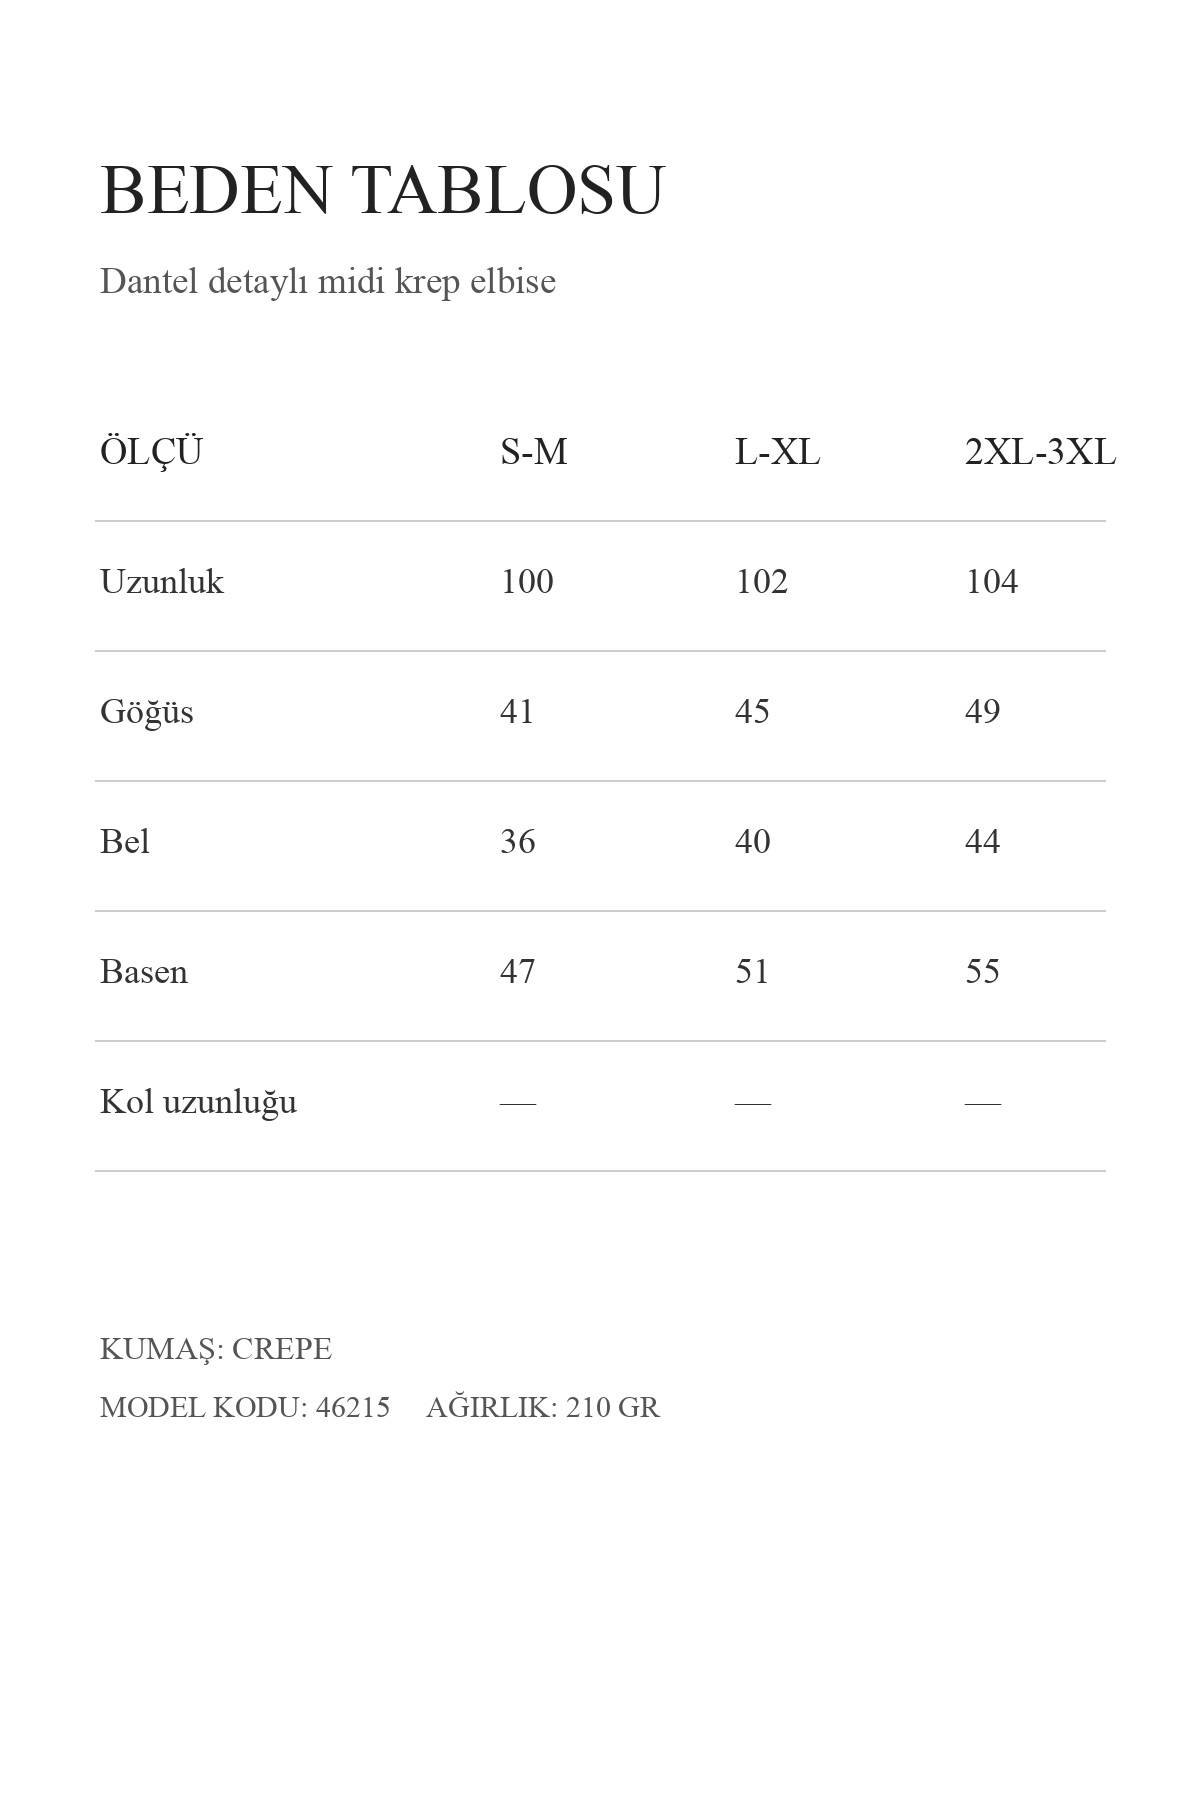 BEDEN TABLOSU
Dantel detaylı midi krep elbise
ÖLÇÜ S-M L-XL 2XL-3XL
Uzunluk 100 102 104
Göğüs 41 45 49
Bel 36 40 44
Basen 47 51 55
Kol uzunluğu — — —
KUMAŞ: CREPE
MODEL KODU: 46215 AĞIRLIK: 210 GR